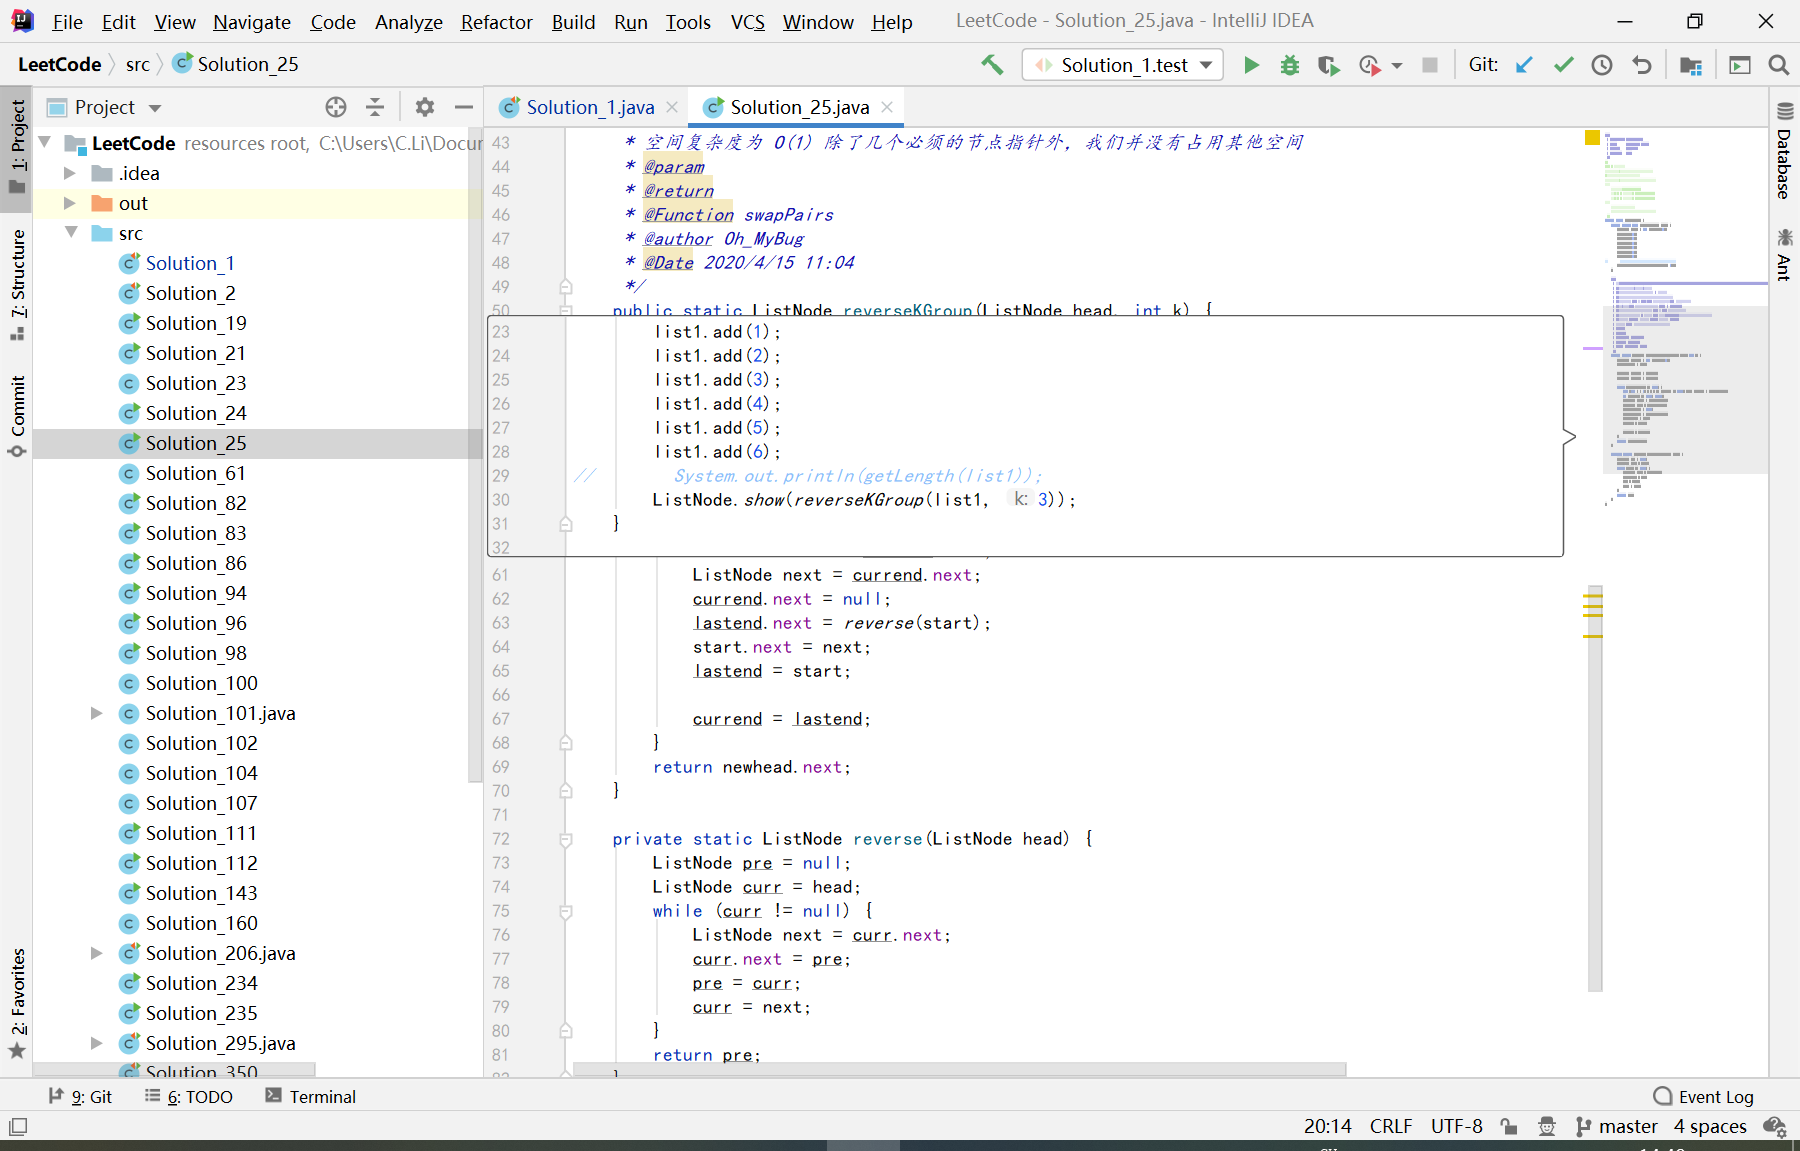 File Edit View Navigate Code Analyze Refactor Build Run Tools VCS Window Help LeetCode - Solution_25.java - IntelliJ IDEA
LeetCode src Solution_25 Solution_1.test Git:
Project Solution_1.java Solution_25.java
1: Project
7: Structure
Commit
2: Favorites
LeetCode resources root, C:\Users\C.Li\Docur
.idea
out
src
Solution_1
Solution_2
Solution_19
Solution_21
Solution_23
Solution_24
Solution_25
Solution_61
Solution_82
Solution_83
Solution_86
Solution_94
Solution_96
Solution_98
Solution_100
Solution_101.java
Solution_102
Solution_104
Solution_107
Solution_111
Solution_112
Solution_143
Solution_160
Solution_206.java
Solution_234
Solution_235
Solution_295.java
Solution_350
43 * 空间复杂度为 O(1) 除了几个必须的节点指针外，我们并没有占用其他空间
44 * @param
45 * @return
46 * @Function swapPairs
47 * @author Oh_MyBug
48 * @Date 2020/4/15 11:04
49 */
50 public static ListNode reverseKGroup(ListNode head, int k) {
23 list1.add(1);
24 list1.add(2);
25 list1.add(3);
26 list1.add(4);
27 list1.add(5);
28 list1.add(6);
29 // System.out.println(getLength(list1));
30 ListNode.show(reverseKGroup(list1, k: 3));
31 }
32
61 ListNode next = currend.next;
62 currend.next = null;
63 lastend.next = reverse(start);
64 start.next = next;
65 lastend = start;
66
67 currend = lastend;
68 }
69 return newhead.next;
70 }
71
72 private static ListNode reverse(ListNode head) {
73 ListNode pre = null;
74 ListNode curr = head;
75 while (curr != null) {
76 ListNode next = curr.next;
77 curr.next = pre;
78 pre = curr;
79 curr = next;
80 }
81 return pre;
Database
Ant
9: Git 6: TODO Terminal Event Log
20:14 CRLF UTF-8 master 4 spaces